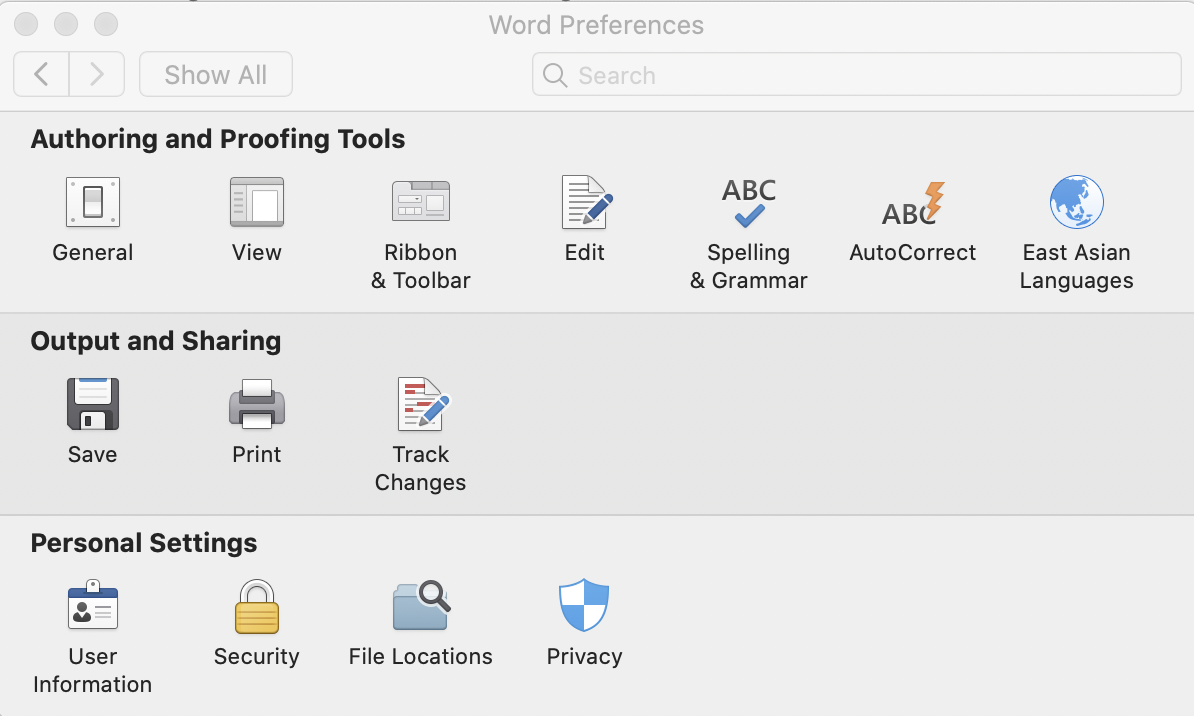 Word Preferences
Show All
Search
Authoring and Proofing Tools
General
View
Ribbon
& Toolbar
Edit
ABC
Spelling
& Grammar
ABC
AutoCorrect
East Asian
Languages
Output and Sharing
Save
Print
Track
Changes
Personal Settings
User
Information
Security
File Locations
Privacy